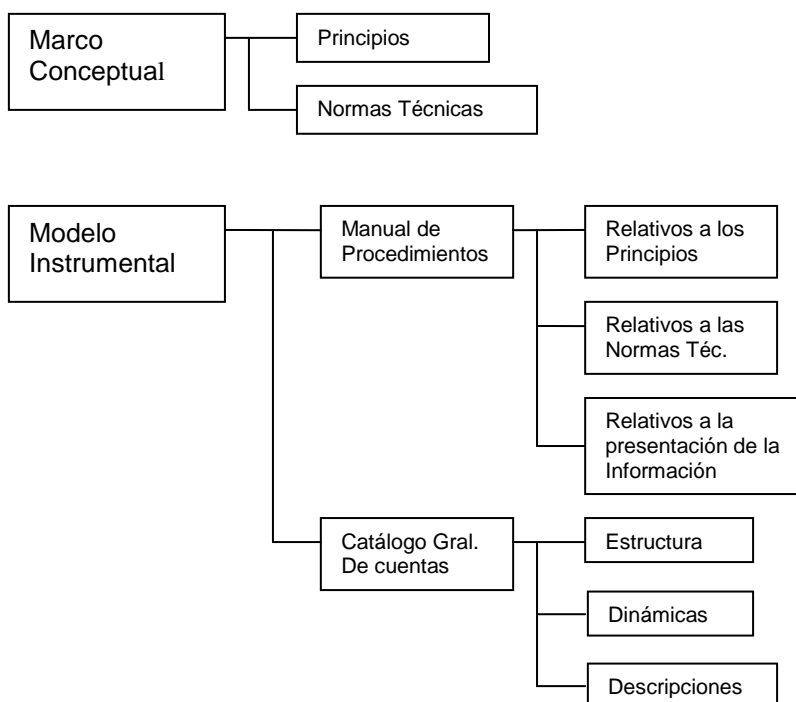 Marco
Conceptual
Principios
Normas Técnicas
Modelo
Instrumental
Manual de
Procedimientos
Relativos a los
Principios
Relativos a las
Normas Téc.
Relativos a la
presentación de la
Información
Catálogo Gral.
De cuentas
Estructura
Dinámicas
Descripciones